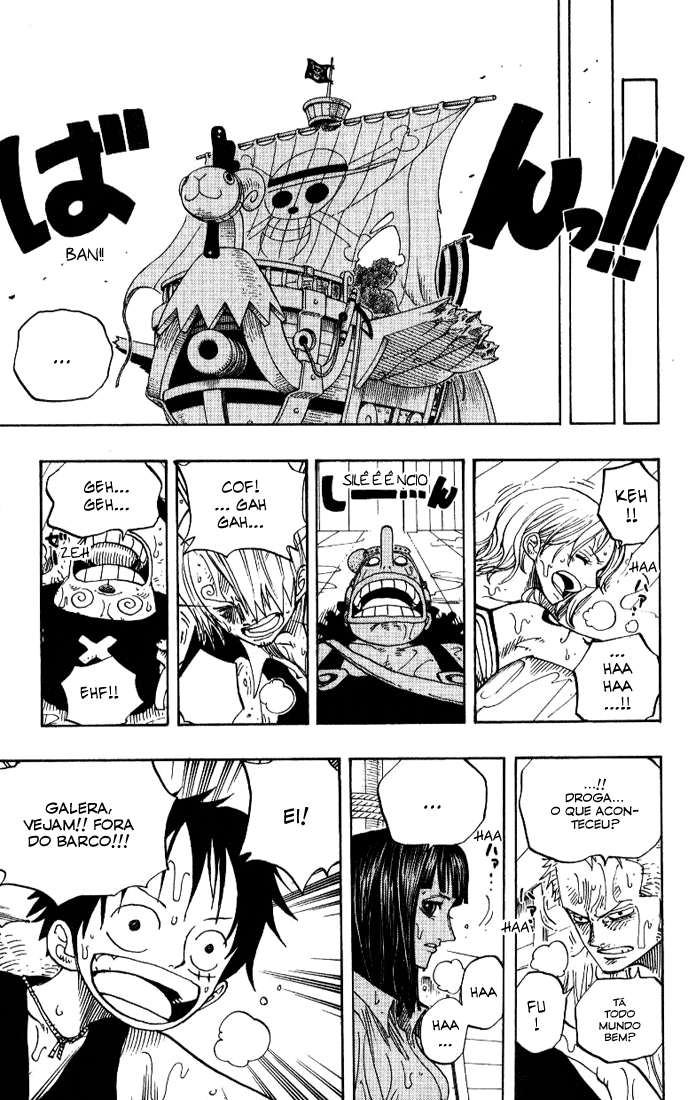 ばんっ!!
BAN!!
...
KEH
!!
HAA
...
HAA
HAA
...!!
SILÊÊÊNCIO
し ん
COF!
... GAH
GAH...
GEH...
GEH...
ZEH
EHF!!
...!!
DROGA...
O QUE ACON-
TECEU?
HAA
FU
!
TÁ
TODO
MUNDO
BEM?
...
HAA
HAA
HAA
...
EI!
GALERA,
VEJAM!! FORA
DO BARCO!!!